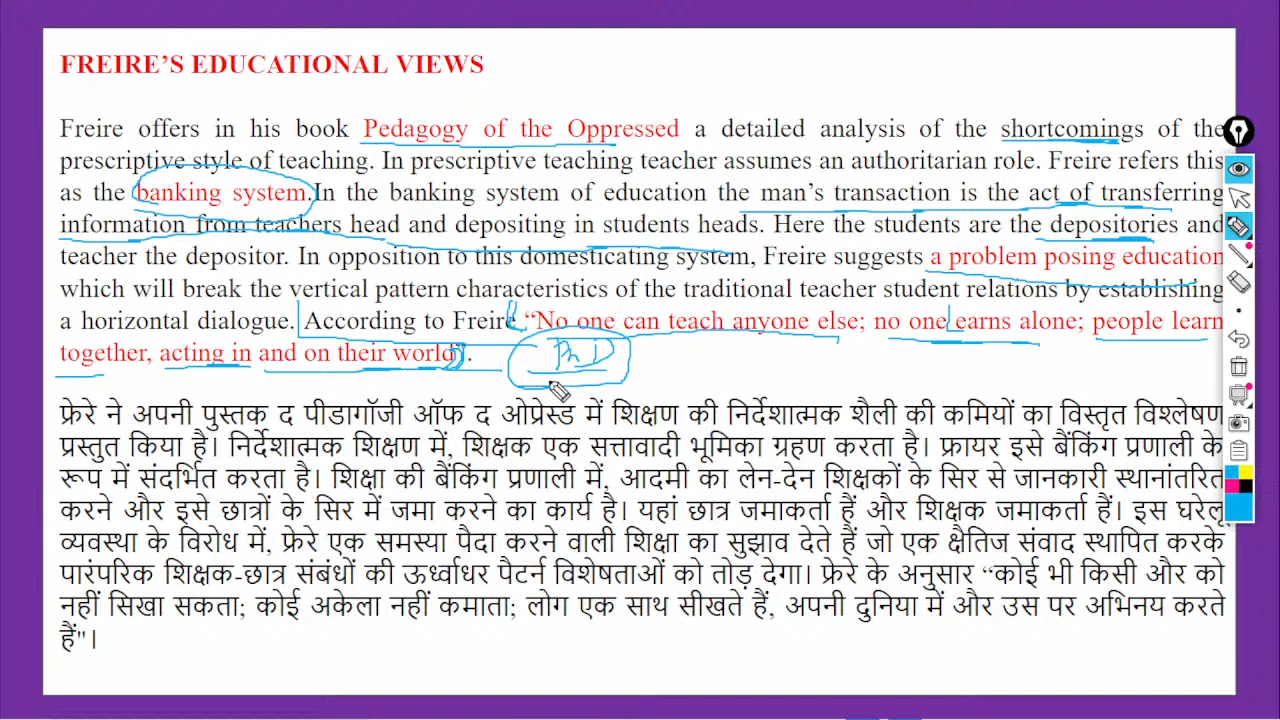 FREIRE'S EDUCATIONAL VIEWS
Freire offers in his book Pedagogy of the Oppressed a detailed analysis of the shortcomings of the
prescriptive style of teaching. In prescriptive teaching teacher assumes an authoritarian role. Freire refers this
as the banking system.In the banking system of education the man's transaction is the act of transferring
information from teachers head and depositing in students heads. Here the students are the depositories and
teacher the depositor. In opposition to this domesticating system, Freire suggests a problem posing education
which will break the vertical pattern characteristics of the traditional teacher student relations by establishing
a horizontal dialogue. According to Freire “No one can teach anyone else; no one earns alone; people learn
together, acting in and on their world”.
फ्रेरे ने अपनी पुस्तक द पीडागॉजी ऑफ द ओप्रेस्ड में शिक्षण की निर्देशात्मक शैली की कमियों का विस्तृत विश्लेषण
प्रस्तुत किया है। निर्देशात्मक शिक्षण में, शिक्षक एक सत्तावादी भूमिका ग्रहण करता है। फ्रायर इसे बैंकिंग प्रणाली के
रूप में संदर्भित करता है। शिक्षा की बैंकिंग प्रणाली में, आदमी का लेन-देन शिक्षकों के सिर से जानकारी स्थानांतरित
करने और इसे छात्रों के सिर में जमा करने का कार्य है। यहां छात्र जमाकर्ता हैं और शिक्षक जमाकर्ता हैं। इस घरेलू
व्यवस्था के विरोध में, फ्रेरे एक समस्या पैदा करने वाली शिक्षा का सुझाव देते हैं जो एक क्षैतिज संवाद स्थापित करके
पारंपरिक शिक्षक-छात्र संबंधों की ऊर्ध्वाधर पैटर्न विशेषताओं को तोड़ देगा। फ्रेरे के अनुसार “कोई भी किसी और को
नहीं सिखा सकता; कोई अकेला नहीं कमाता; लोग एक साथ सीखते हैं, अपनी दुनिया में और उस पर अभिनय करते
हैं"।